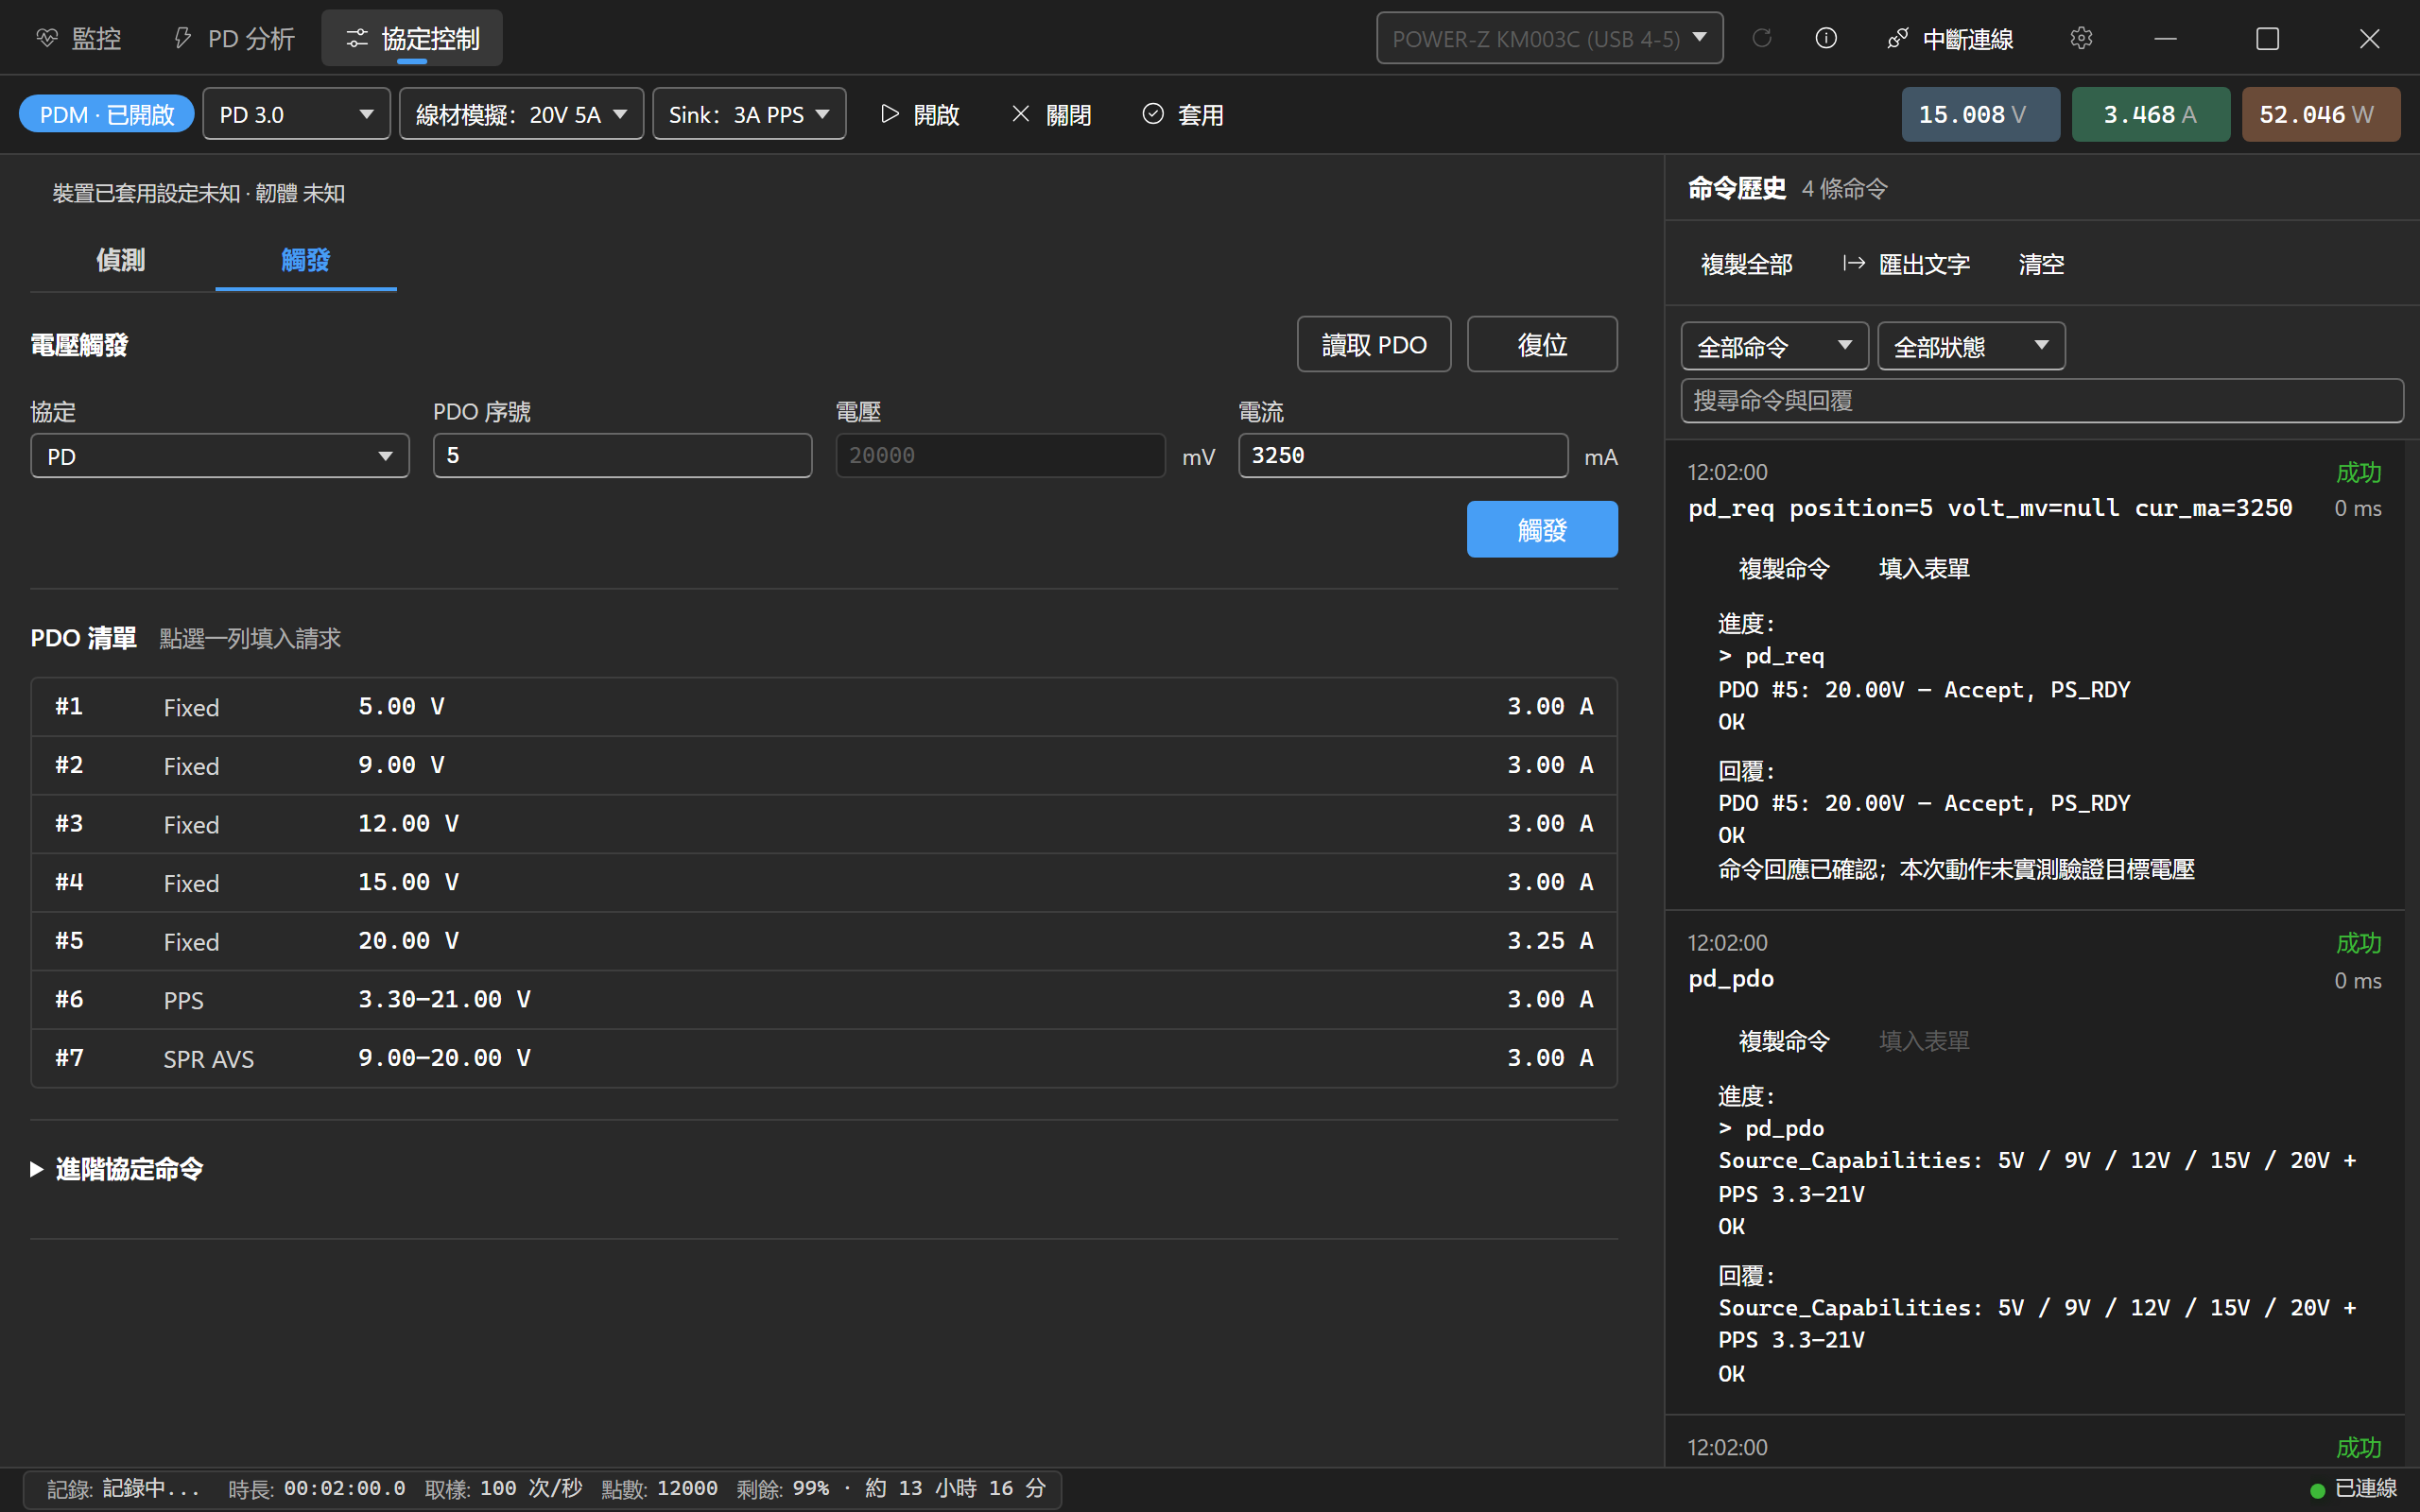 監控 PD 分析 協定控制 POWER-Z KM003C (USB 4-5) 中斷連線
PDM · 已開啟 PD 3.0 線材模擬：20V 5A Sink：3A PPS 開啟 關閉 套用 15.008 V 3.468 A 52.046 W
裝置已套用設定未知 · 韌體 未知
偵測 觸發
電壓觸發 讀取 PDO 復位
協定 PDO 序號 電壓 電流
PD 5 20000 mV 3250 mA
觸發
PDO 清單 點選一列填入請求
#1 Fixed 5.00 V 3.00 A
#2 Fixed 9.00 V 3.00 A
#3 Fixed 12.00 V 3.00 A
#4 Fixed 15.00 V 3.00 A
#5 Fixed 20.00 V 3.25 A
#6 PPS 3.30–21.00 V 3.00 A
#7 SPR AVS 9.00–20.00 V 3.00 A
進階協定命令
命令歷史 4 條命令
複製全部 匯出文字 清空
全部命令 全部狀態
搜尋命令與回覆
12:02:00 成功
pd_req position=5 volt_mv=null cur_ma=3250 0 ms
複製命令 填入表單
進度：
> pd_req
PDO #5: 20.00V — Accept, PS_RDY
OK
回覆：
PDO #5: 20.00V — Accept, PS_RDY
OK
命令回應已確認；本次動作未實測驗證目標電壓
12:02:00 成功
pd_pdo 0 ms
複製命令 填入表單
進度：
> pd_pdo
Source_Capabilities: 5V / 9V / 12V / 15V / 20V +
PPS 3.3–21V
OK
回覆：
Source_Capabilities: 5V / 9V / 12V / 15V / 20V +
PPS 3.3–21V
OK
12:02:00 成功
記錄: 記錄中... 時長: 00:02:00.0 取樣: 100 次/秒 點數: 12000 剩餘: 99% · 約 13 小時 16 分 已連線